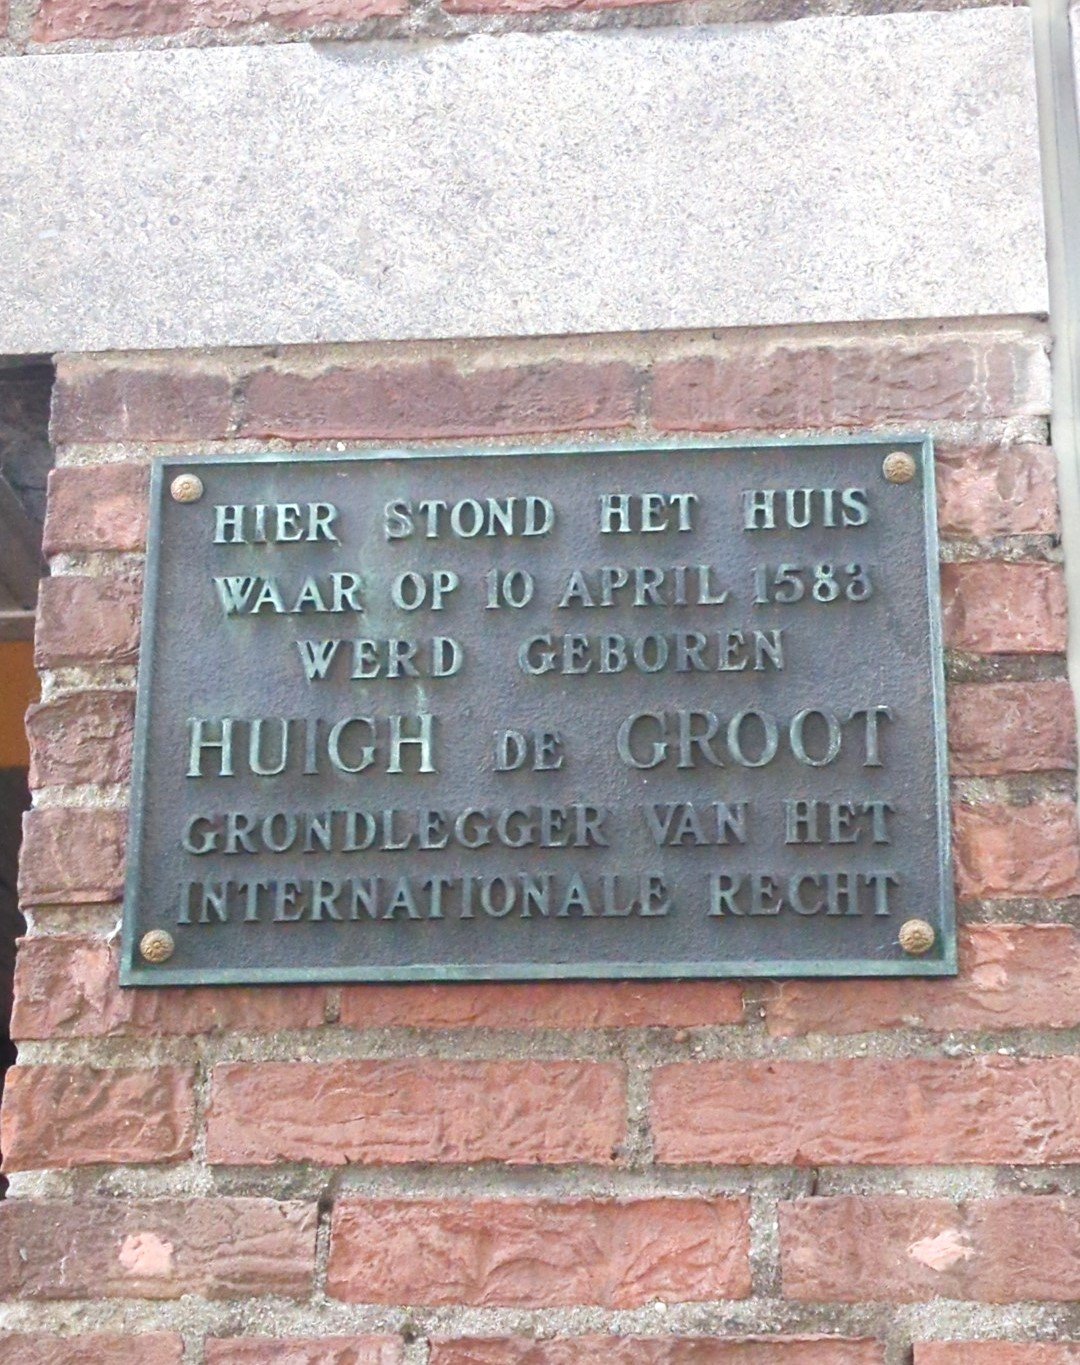 HIER STOND HET HUIS
WAAR OP 10 APRIL 1583
WERD GEBOREN
HUIGH DE GROOT
GRONDLEGGER VAN HET
INTERNATIONALE RECHT